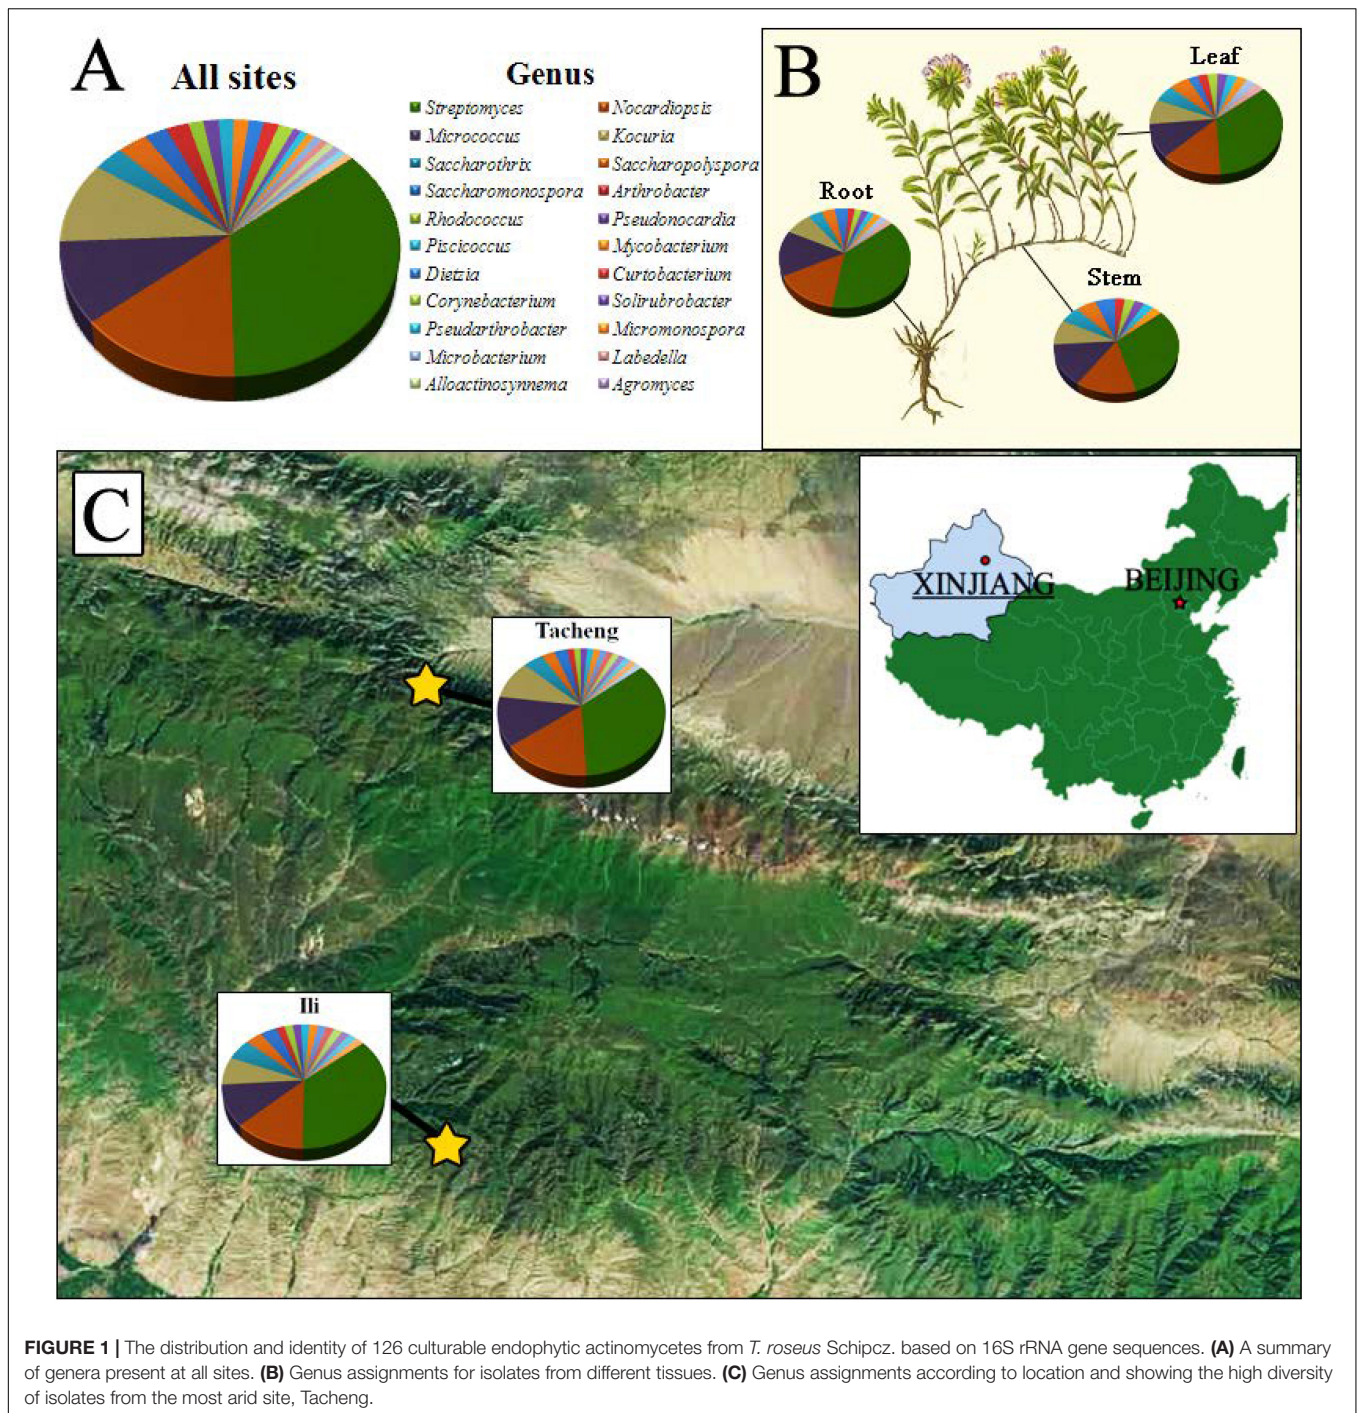 A
All sites
Genus
Streptomyces
Nocardiopsis
Micrococcus
Kocuria
Saccharothrix
Saccharopolyspora
Saccharomonospora
Arthrobacter
Rhodococcus
Pseudonocardia
Piscicoccus
Mycobacterium
Dietzia
Curtobacterium
Corynebacterium
Solirubrobacter
Pseudarthrobacter
Micromonospora
Microbacterium
Labedella
Alloactinosynnema
Agromyces
B
Leaf
Root
Stem
C
XINJIANG
BEIJING
Tacheng
Ili
FIGURE 1 | The distribution and identity of 126 culturable endophytic actinomycetes from T. roseus Schipcz. based on 16S rRNA gene sequences. (A) A summary
of genera present at all sites. (B) Genus assignments for isolates from different tissues. (C) Genus assignments according to location and showing the high diversity
of isolates from the most arid site, Tacheng.